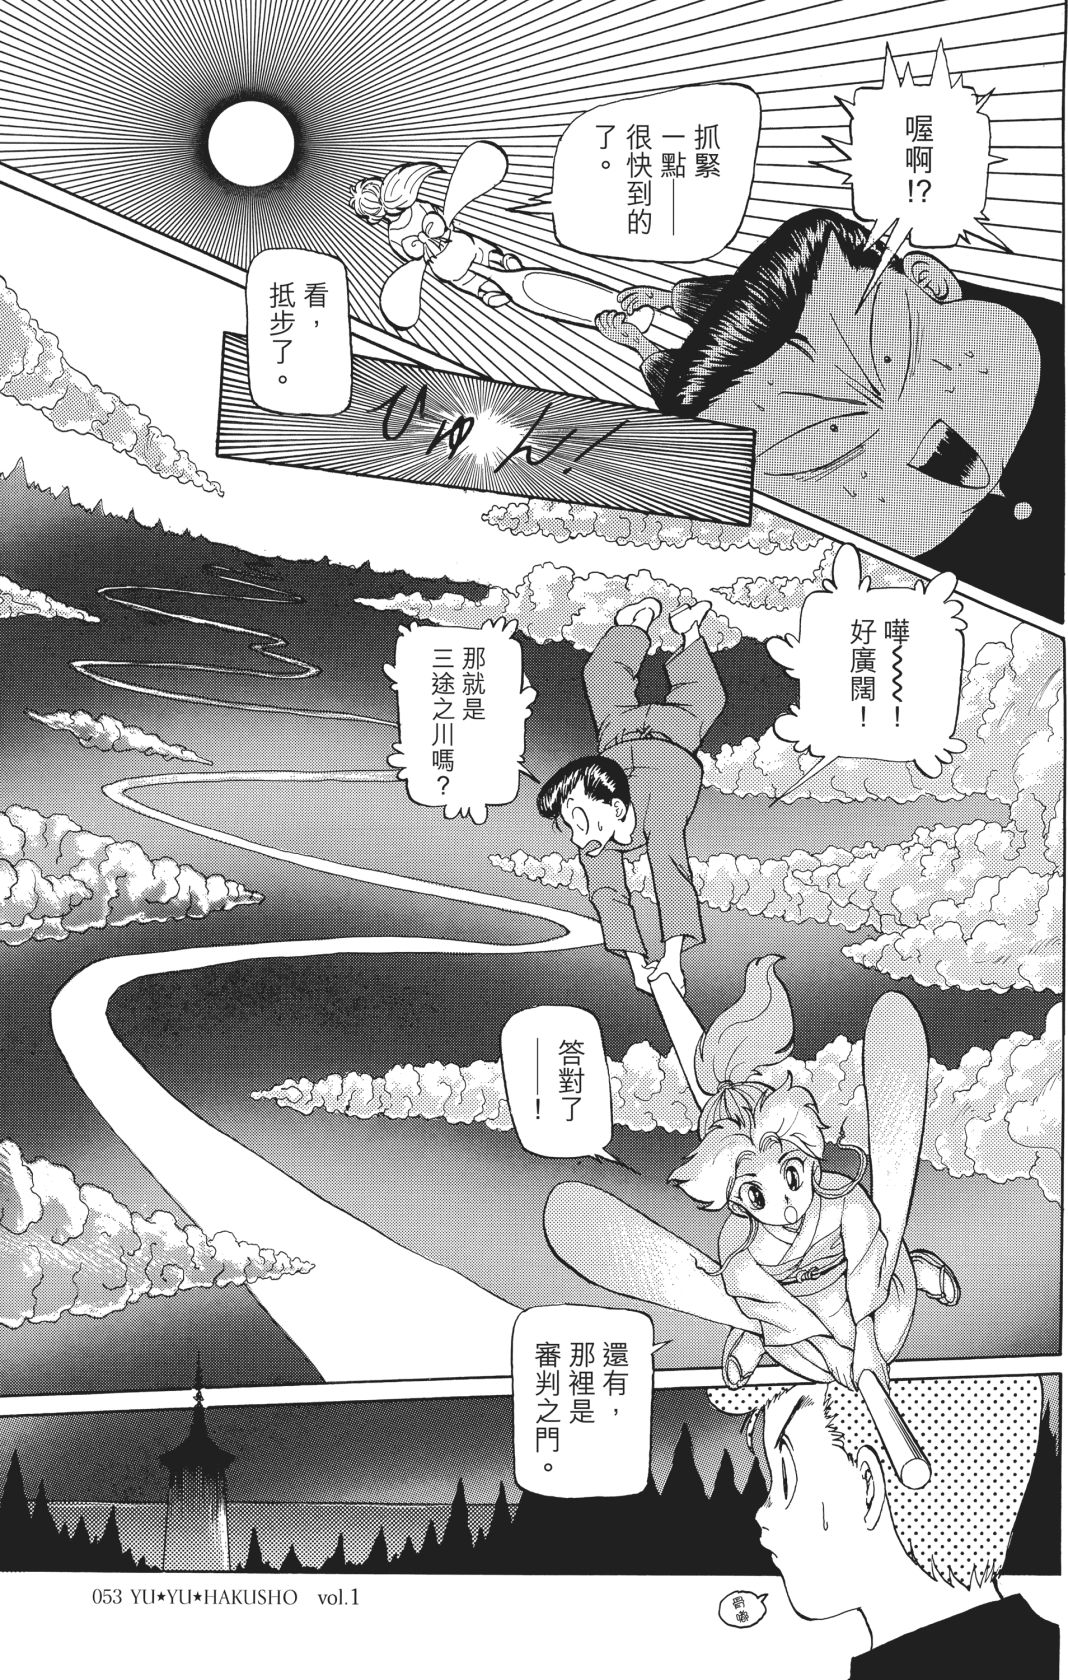 喔啊!?
抓緊
一點——
很快到的
了。
看，
抵步了。
ひゅん!
嘩~~~!
好廣闊!
那就是
三途之川嗎?
答對了
——!
還有，
那裡是
審判之門。
骨嘟
053 YU★YU★HAKUSHO vol.1